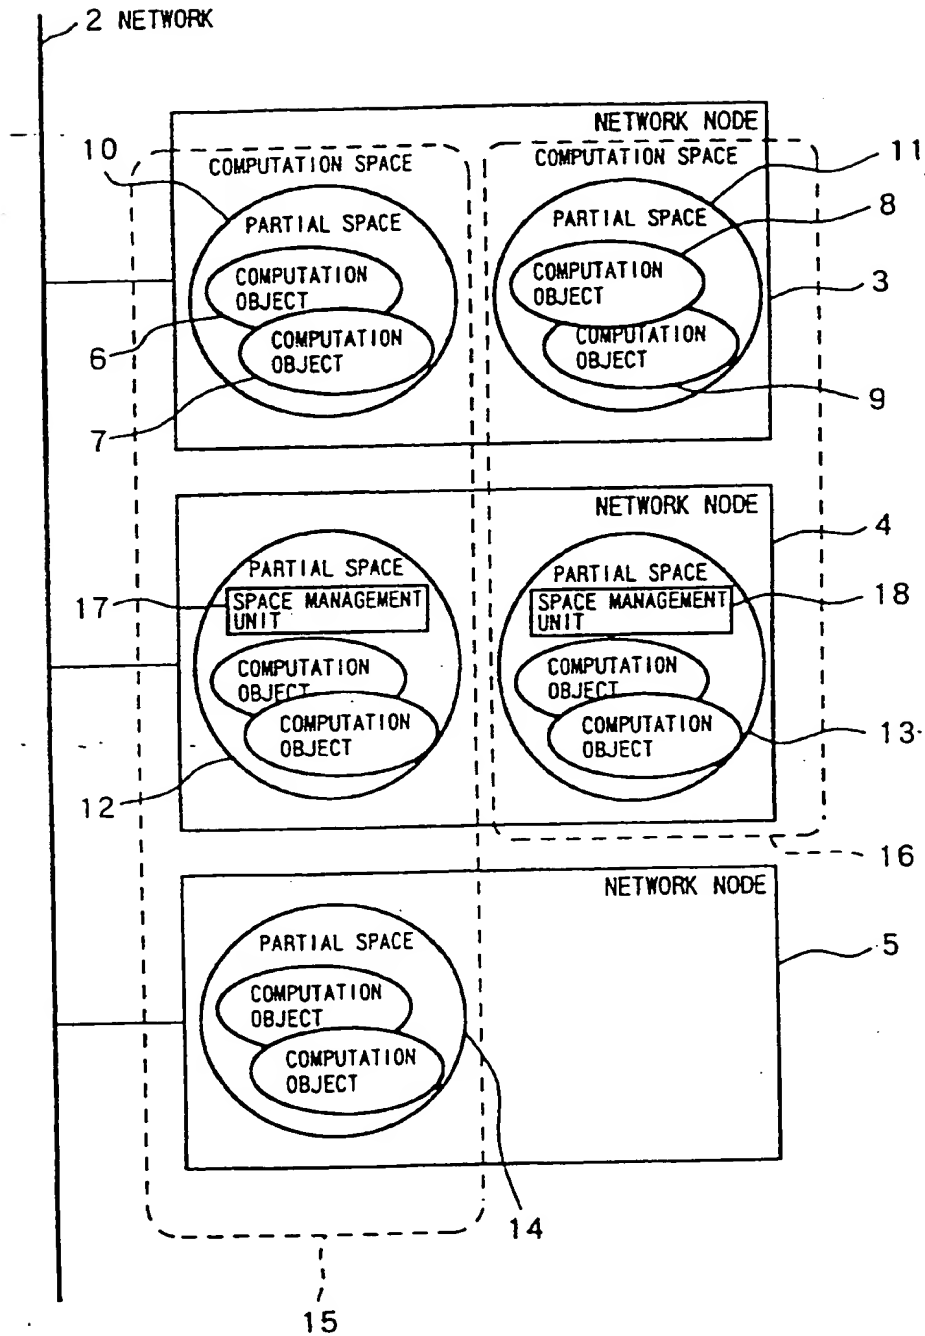 2 NETWORK
NETWORK NODE
10
COMPUTATION SPACE
COMPUTATION SPACE
11
PARTIAL SPACE
PARTIAL SPACE
8
COMPUTATION
OBJECT
COMPUTATION
OBJECT
3
6
COMPUTATION
OBJECT
COMPUTATION
OBJECT
7
9
NETWORK NODE
4
PARTIAL SPACE
PARTIAL SPACE
17
SPACE MANAGEMENT
UNIT
SPACE MANAGEMENT
UNIT
18
COMPUTATION
OBJECT
COMPUTATION
OBJECT
COMPUTATION
OBJECT
COMPUTATION
OBJECT
13
12
16
NETWORK NODE
PARTIAL SPACE
5
COMPUTATION
OBJECT
COMPUTATION
OBJECT
14
15